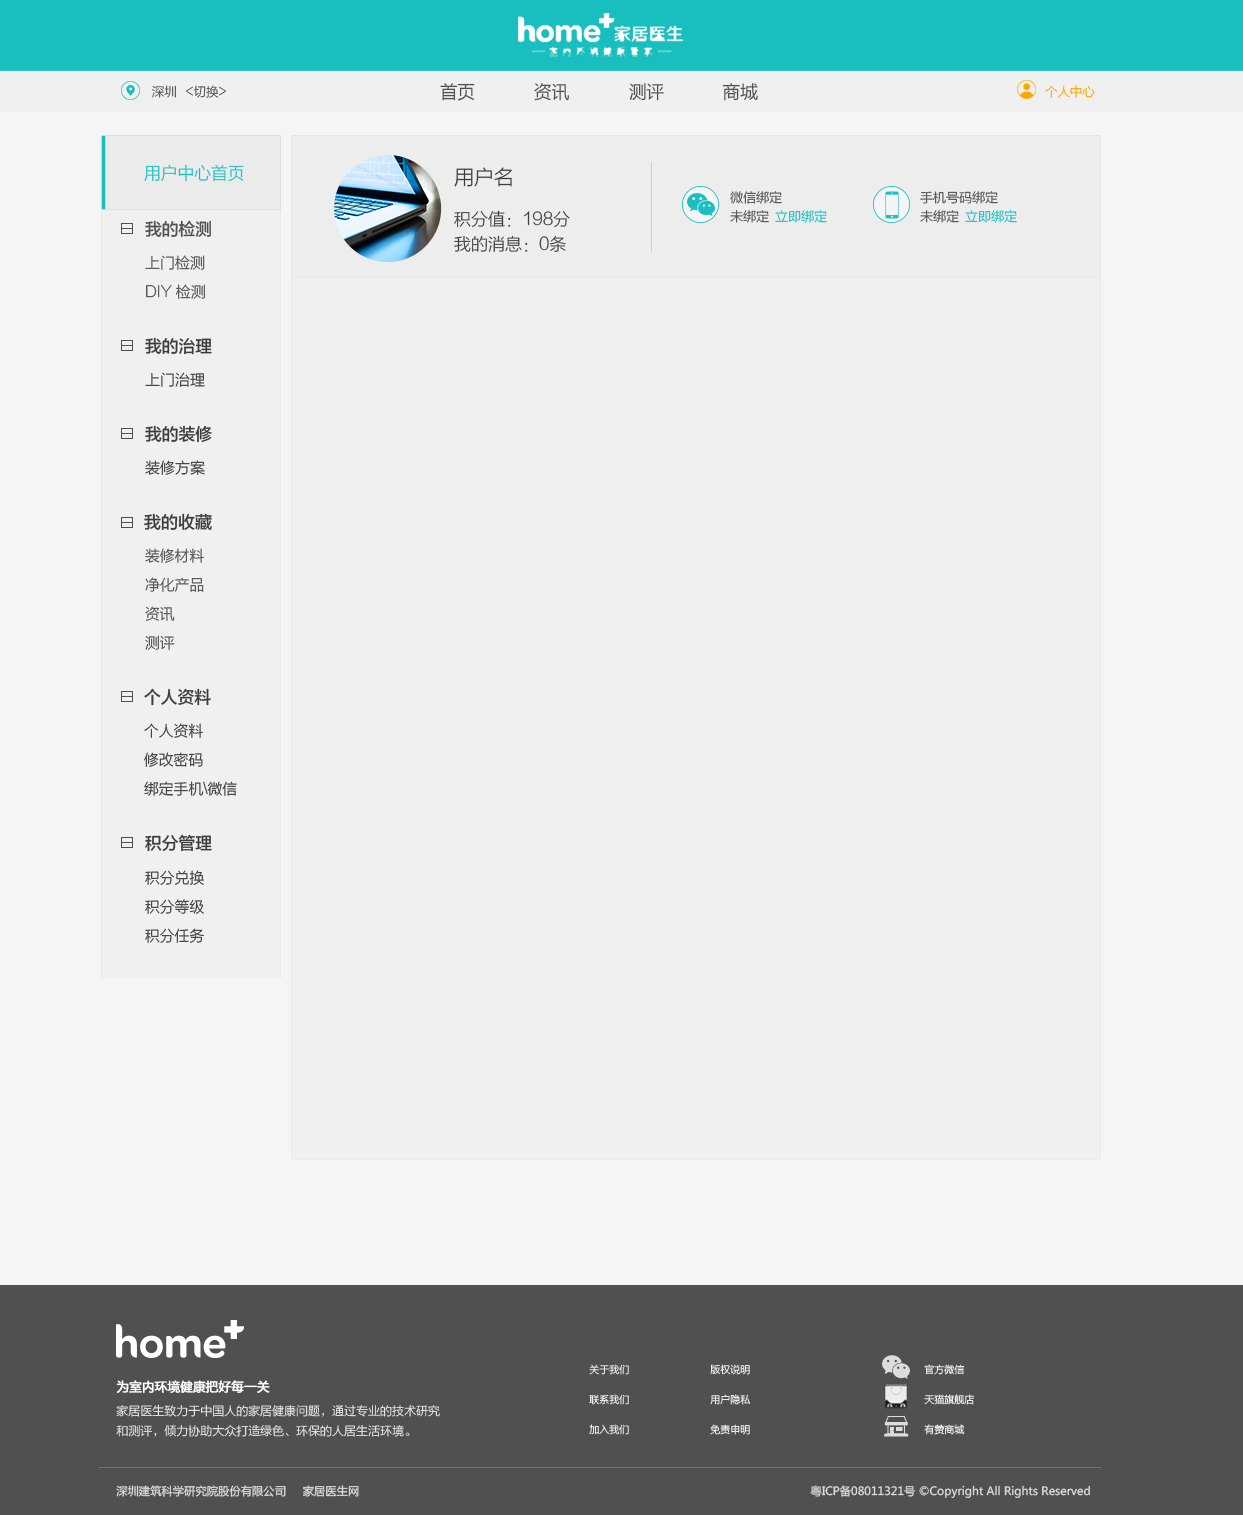 home+家居医生
深圳 <切换>
首页 资讯 测评 商城
个人中心
用户中心首页
我的检测
上门检测
DIY 检测
我的治理
上门治理
我的装修
装修方案
我的收藏
装修材料
净化产品
资讯
测评
个人资料
个人资料
修改密码
绑定手机\微信
积分管理
积分兑换
积分等级
积分任务
用户名
积分值：198分
我的消息：0条
微信绑定
未绑定 立即绑定
手机号码绑定
未绑定 立即绑定
home+
为室内环境健康把好每一关
家居医生致力于中国人的家居健康问题，通过专业的技术研究
和测评，倾力协助大众打造绿色、环保的人居生活环境。
关于我们
联系我们
加入我们
版权说明
用户隐私
免责申明
官方微信
天猫旗舰店
有赞商城
深圳建筑科学研究院股份有限公司 家居医生网
粤ICP备08011321号 ©Copyright All Rights Reserved